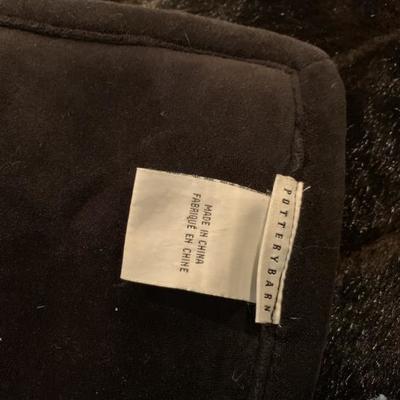 POTTERY BARN
MADE IN CHINA
FABRIQUÉ EN CHINE